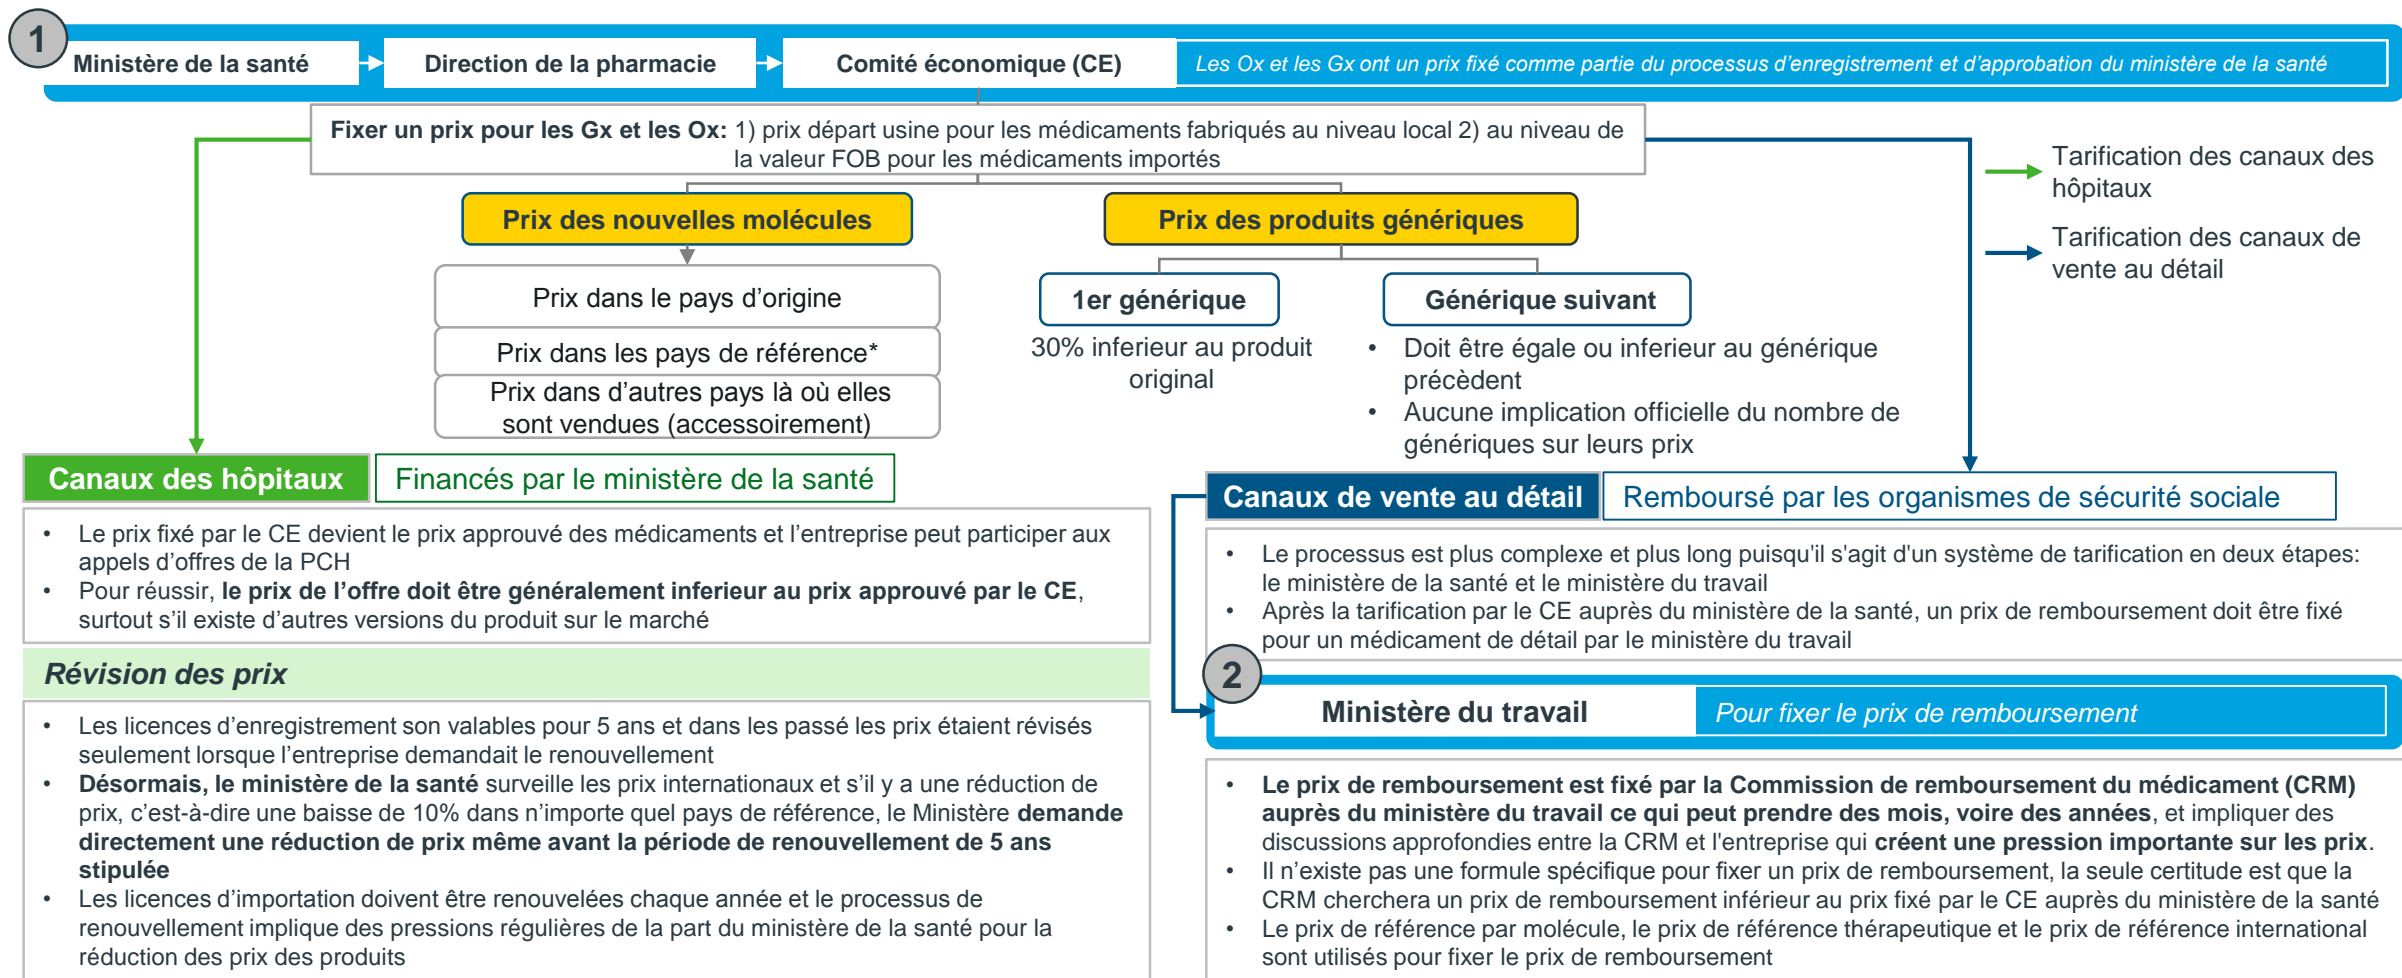 1
Ministère de la santé
Direction de la pharmacie
Comité économique (CE)
Les Ox et les Gx ont un prix fixé comme partie du processus d'enregistrement et d'approbation du ministère de la santé
Fixer un prix pour les Gx et les Ox: 1) prix départ usine pour les médicaments fabriqués au niveau local 2) au niveau de
la valeur FOB pour les médicaments importés
Tarification des canaux des
hôpitaux
Tarification des canaux de
vente au détail
Prix des nouvelles molécules
Prix dans le pays d'origine
Prix dans les pays de référence*
Prix dans d'autres pays là où elles
sont vendues (accessoirement)
Prix des produits génériques
1er générique
30% inferieur au produit
original
Générique suivant
• Doit être égale ou inferieur au générique
précèdent
• Aucune implication officielle du nombre de
génériques sur leurs prix
Canaux des hôpitaux
Financés par le ministère de la santé
• Le prix fixé par le CE devient le prix approuvé des médicaments et l'entreprise peut participer aux
appels d'offres de la PCH
• Pour réussir, le prix de l'offre doit être généralement inferieur au prix approuvé par le CE,
surtout s'il existe d'autres versions du produit sur le marché
Révision des prix
• Les licences d'enregistrement son valables pour 5 ans et dans les passé les prix étaient révisés
seulement lorsque l'entreprise demandait le renouvellement
• Désormais, le ministère de la santé surveille les prix internationaux et s'il y a une réduction de
prix, c'est-à-dire une baisse de 10% dans n'importe quel pays de référence, le Ministère demande
directement une réduction de prix même avant la période de renouvellement de 5 ans
stipulée
• Les licences d'importation doivent être renouvelées chaque année et le processus de
renouvellement implique des pressions régulières de la part du ministère de la santé pour la
réduction des prix des produits
Canaux de vente au détail
Remboursé par les organismes de sécurité sociale
• Le processus est plus complexe et plus long puisqu'il s'agit d'un système de tarification en deux étapes:
le ministère de la santé et le ministère du travail
• Après la tarification par le CE auprès du ministère de la santé, un prix de remboursement doit être fixé
pour un médicament de détail par le ministère du travail
2
Ministère du travail
Pour fixer le prix de remboursement
• Le prix de remboursement est fixé par la Commission de remboursement du médicament (CRM)
auprès du ministère du travail ce qui peut prendre des mois, voire des années, et impliquer des
discussions approfondies entre la CRM et l'entreprise qui créent une pression importante sur les prix.
• Il n'existe pas une formule spécifique pour fixer un prix de remboursement, la seule certitude est que la
CRM cherchera un prix de remboursement inférieur au prix fixé par le CE auprès du ministère de la santé
• Le prix de référence par molécule, le prix de référence thérapeutique et le prix de référence international
sont utilisés pour fixer le prix de remboursement